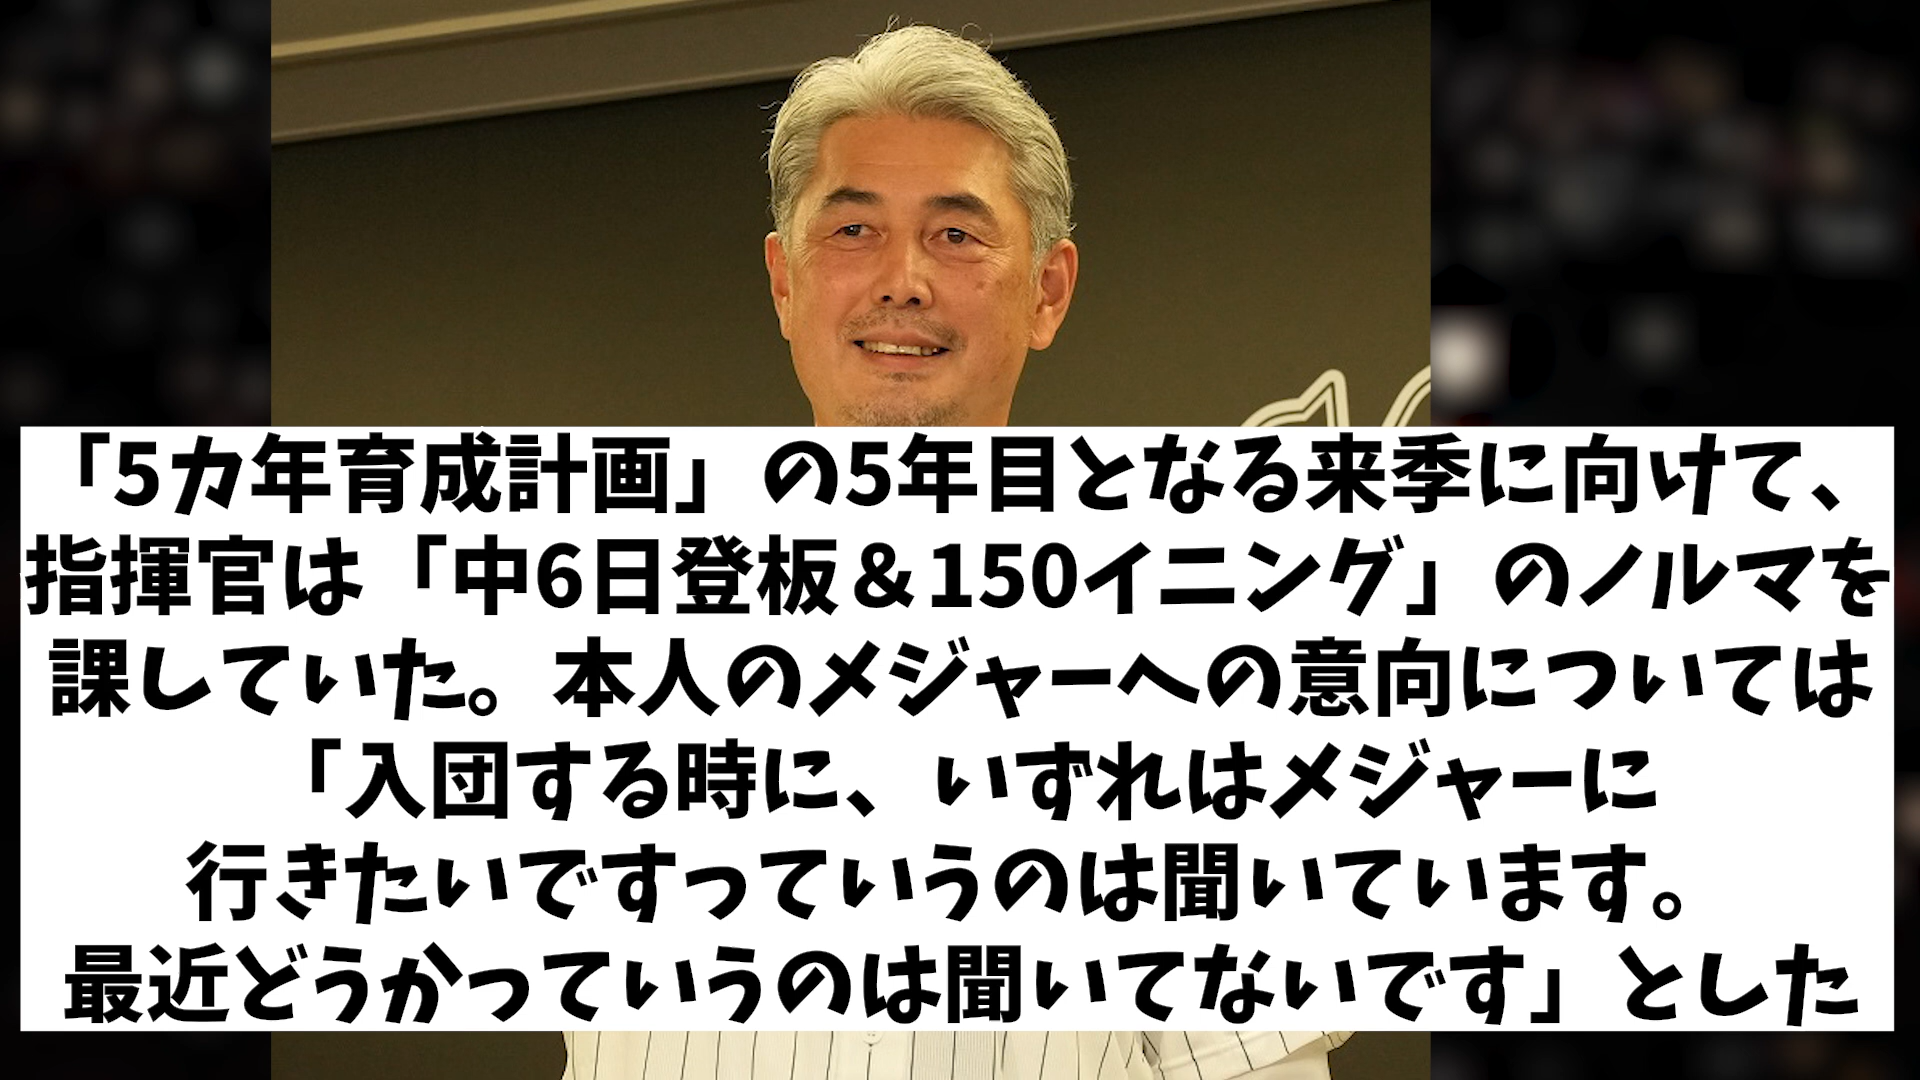 「5カ年育成計画」の5年目となる来季に向けて、
指揮官は「中6日登板＆150イニング」のノルマを
課していた。本人のメジャーへの意向については
「入団する時に、いずれはメジャーに
行きたいですっていうのは聞いています。
最近どうかっていうのは聞いてないです」とした